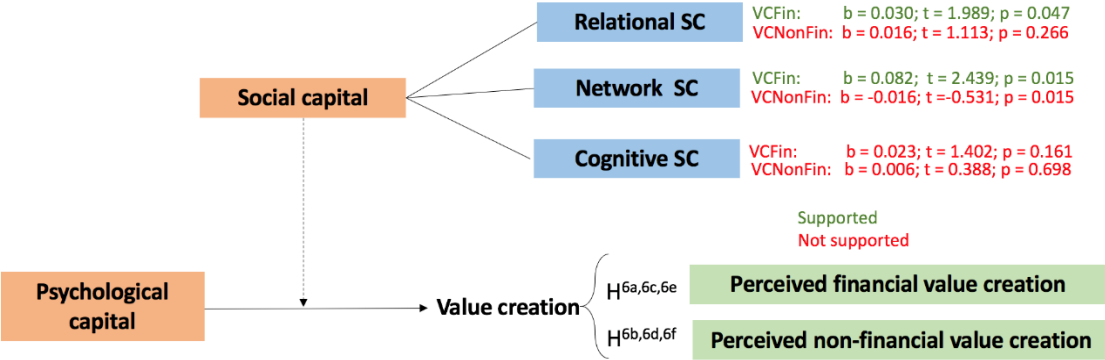 Relational SC
VCFin: b = 0.030; t = 1.989; p = 0.047
VCNonFin: b = 0.016; t = 1.113; p = 0.266
Social capital
Network SC
VCFin: b = 0.082; t = 2.439; p = 0.015
VCNonFin: b = -0.016; t =-0.531; p = 0.015
Cognitive SC
VCFin: b = 0.023; t = 1.402; p = 0.161
VCNonFin: b = 0.006; t = 0.388; p = 0.698
Supported
Not supported
Psychological
capital
Value creation
H6a,6c,6e
Perceived financial value creation
H6b,6d,6f
Perceived non-financial value creation